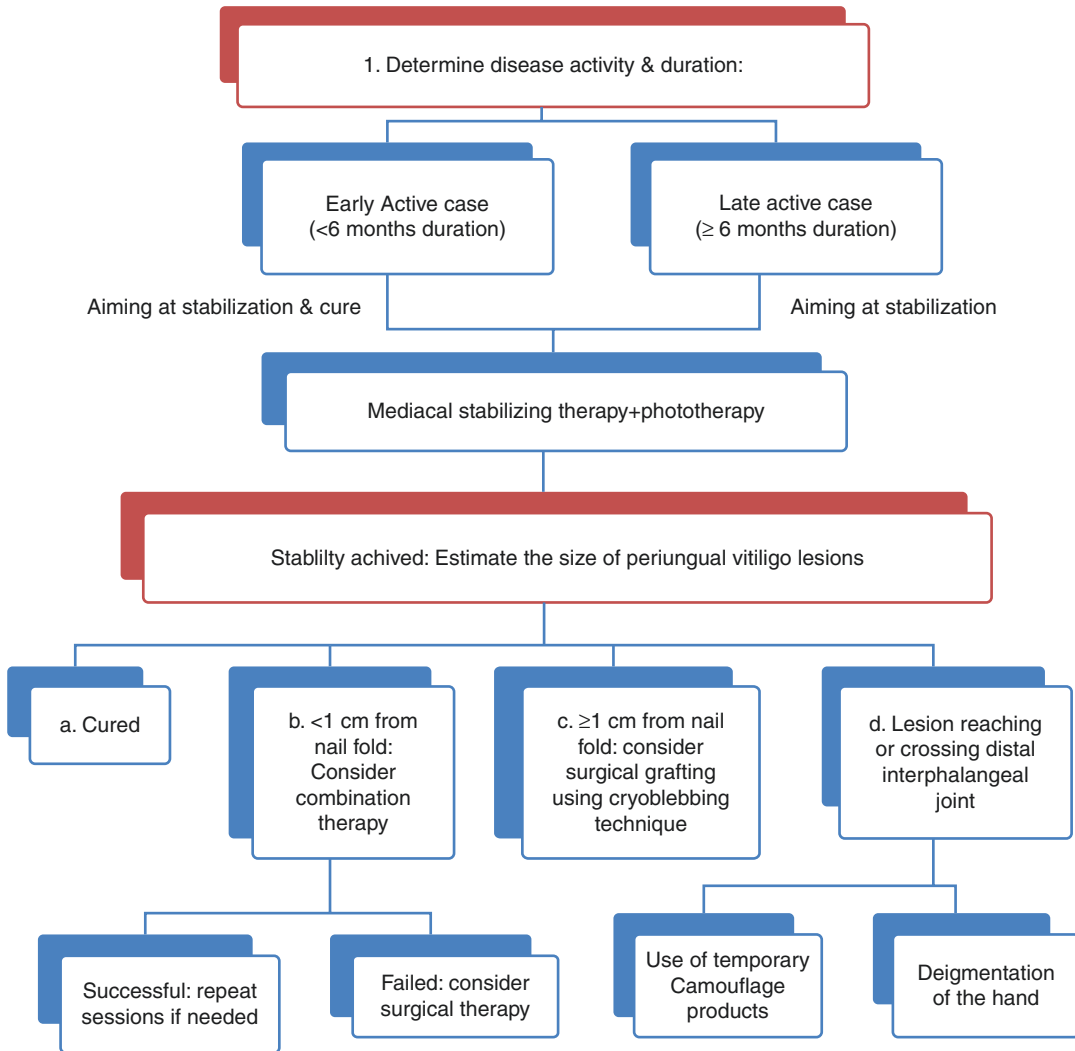 1. Determine disease activity & duration:
Early Active case
(<6 months duration)
Late active case
(≥ 6 months duration)
Aiming at stabilization & cure
Aiming at stabilization
Mediacal stabilizing therapy+phototherapy
Stablilty achived: Estimate the size of periungual vitiligo lesions
a. Cured
b. <1 cm from
nail fold:
Consider
combination
therapy
c. ≥1 cm from nail
fold: consider
surgical grafting
using cryoblebbing
technique
d. Lesion reaching
or crossing distal
interphalangeal
joint
Successful: repeat
sessions if needed
Failed: consider
surgical therapy
Use of temporary
Camouflage
products
Deigmentation
of the hand